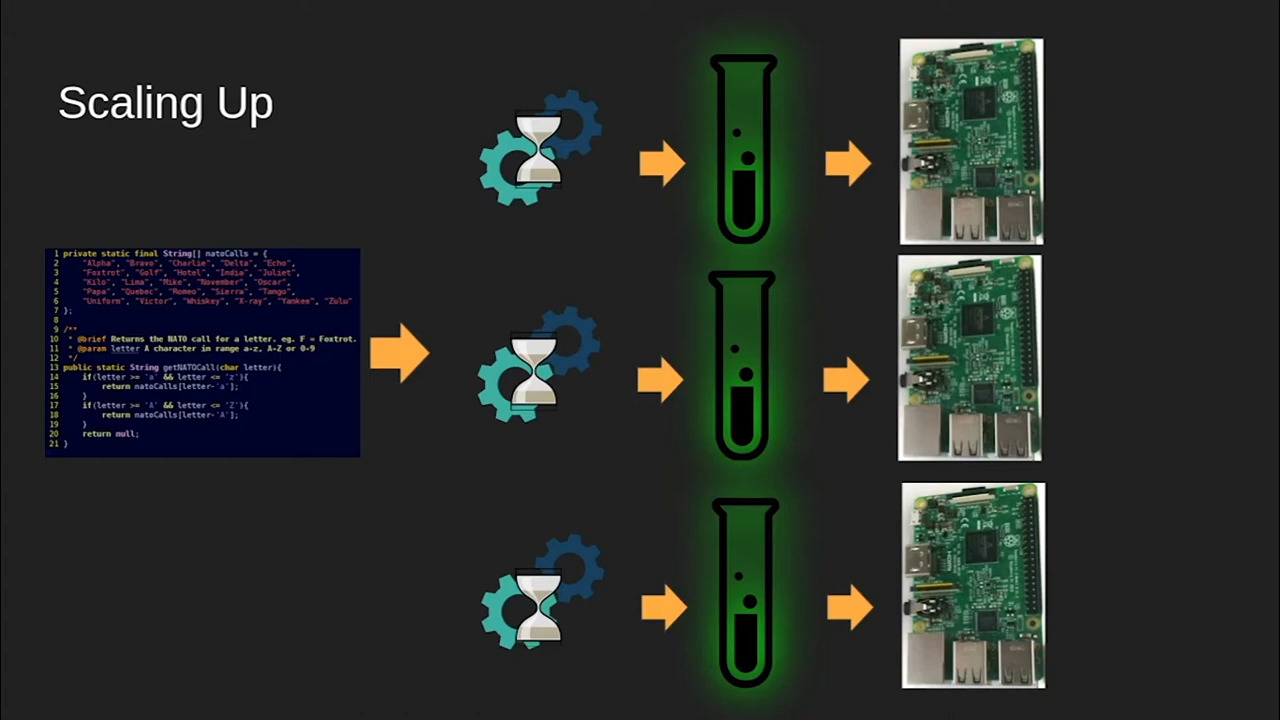 Scaling Up
1 private static final String[] natoCalls = {
2 "Alpha", "Bravo", "Charlie", "Delta", "Echo",
3 "Foxtrot", "Golf", "Hotel", "India", "Juliet",
4 "Kilo", "Lima", "Mike", "November", "Oscar",
5 "Papa", "Quebec", "Romeo", "Sierra", "Tango",
6 "Uniform", "Victor", "Whiskey", "X-ray", "Yankee", "Zulu"
7 };
8
9 /**
10 * @brief Returns the NATO call for a letter. eg. F = Foxtrot.
11 * @param letter A character in range a-z, A-Z or 0-9
12 */
13 public static String getNATOCall(char letter){
14 if(letter >= 'a' && letter <= 'z'){
15 return natoCalls[letter-'a'];
16 }
17 if(letter >= 'A' && letter <= 'Z'){
18 return natoCalls[letter-'A'];
19 }
20 return null;
21 }